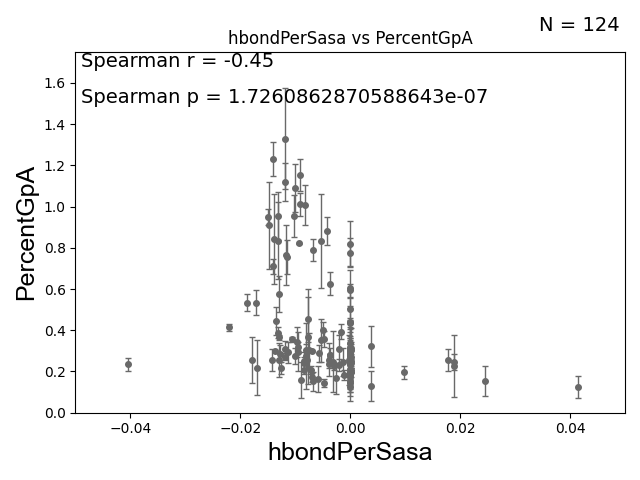 N = 124
hbondPerSasa vs PercentGpA
Spearman r = -0.45
Spearman p = 1.7260862870588643e-07
PercentGpA
1.6
1.4
1.2
1.0
0.8
0.6
0.4
0.2
0.0
−0.04 −0.02 0.00 0.02 0.04
hbondPerSasa